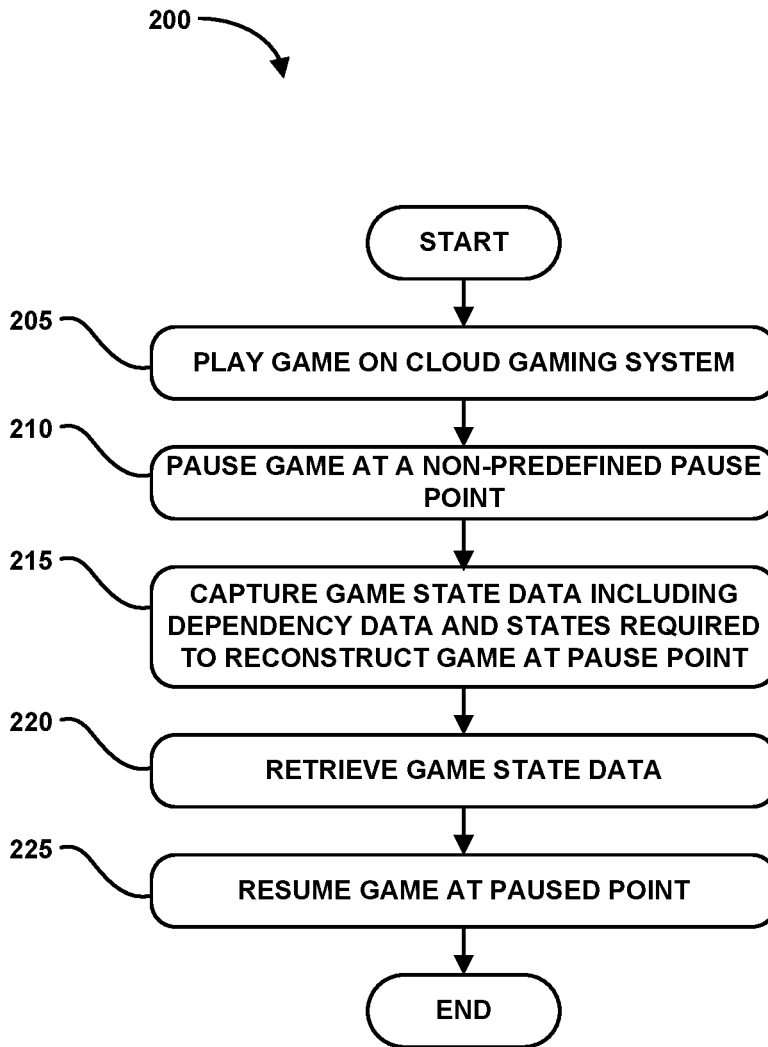 200
START
205
PLAY GAME ON CLOUD GAMING SYSTEM
210
PAUSE GAME AT A NON-PREDEFINED PAUSE
POINT
215
CAPTURE GAME STATE DATA INCLUDING
DEPENDENCY DATA AND STATES REQUIRED
TO RECONSTRUCT GAME AT PAUSE POINT
220
RETRIEVE GAME STATE DATA
225
RESUME GAME AT PAUSED POINT
END